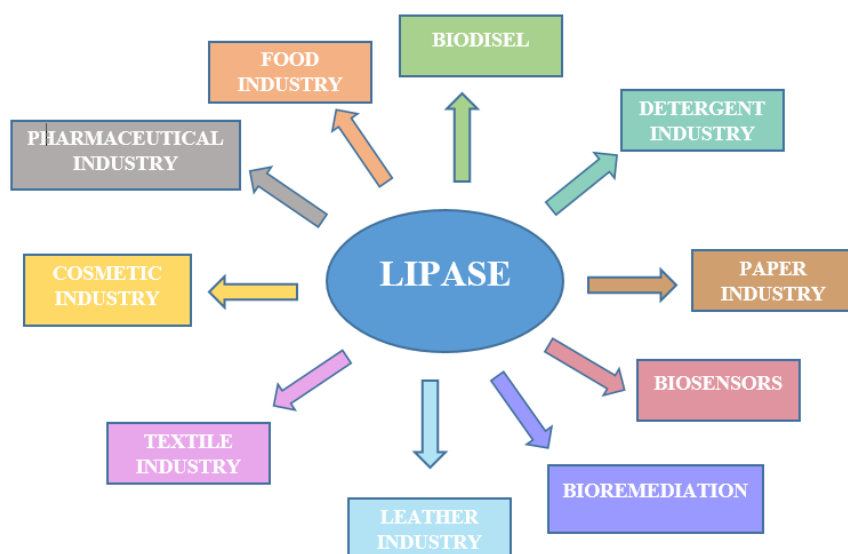 BIODISEL
FOOD
INDUSTRY
DETERGENT
INDUSTRY
PHARMACEUTICAL
INDUSTRY
LIPASE
COSMETIC
INDUSTRY
PAPER
INDUSTRY
BIOSENSORS
TEXTILE
INDUSTRY
BIOREMEDIATION
LEATHER
INDUSTRY